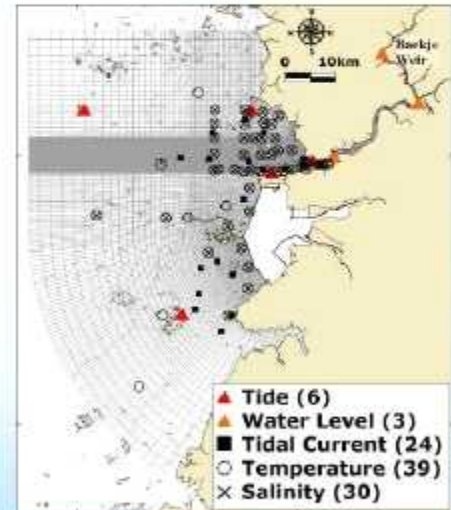 Baekje
Weir
0 10km
Tide (6)
Water Level (3)
Tidal Current (24)
Temperature (39)
Salinity (30)